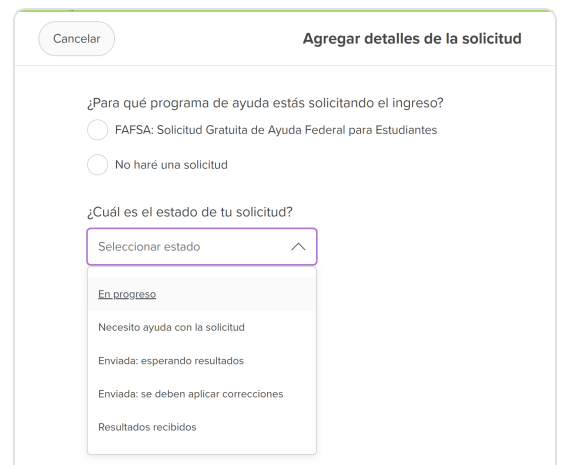 Cancelar
Agregar detalles de la solicitud
¿Para qué programa de ayuda estás solicitando el ingreso?
FAFSA: Solicitud Gratuita de Ayuda Federal para Estudiantes
No haré una solicitud
¿Cuál es el estado de tu solicitud?
Seleccionar estado
En progreso
Necesito ayuda con la solicitud
Enviada: esperando resultados
Enviada: se deben aplicar correcciones
Resultados recibidos